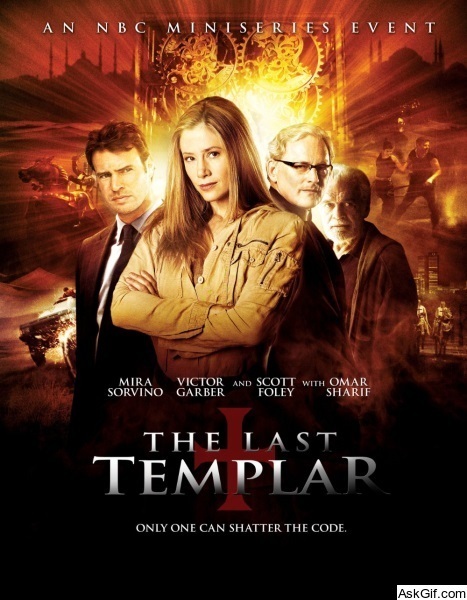 AN NBC MINISERIES EVENT
MIRA SORVINO VICTOR GARBER AND SCOTT FOLEY WITH OMAR SHARIF
THE LAST
TEMPLAR
ONLY ONE CAN SHATTER THE CODE.
AskGif.com